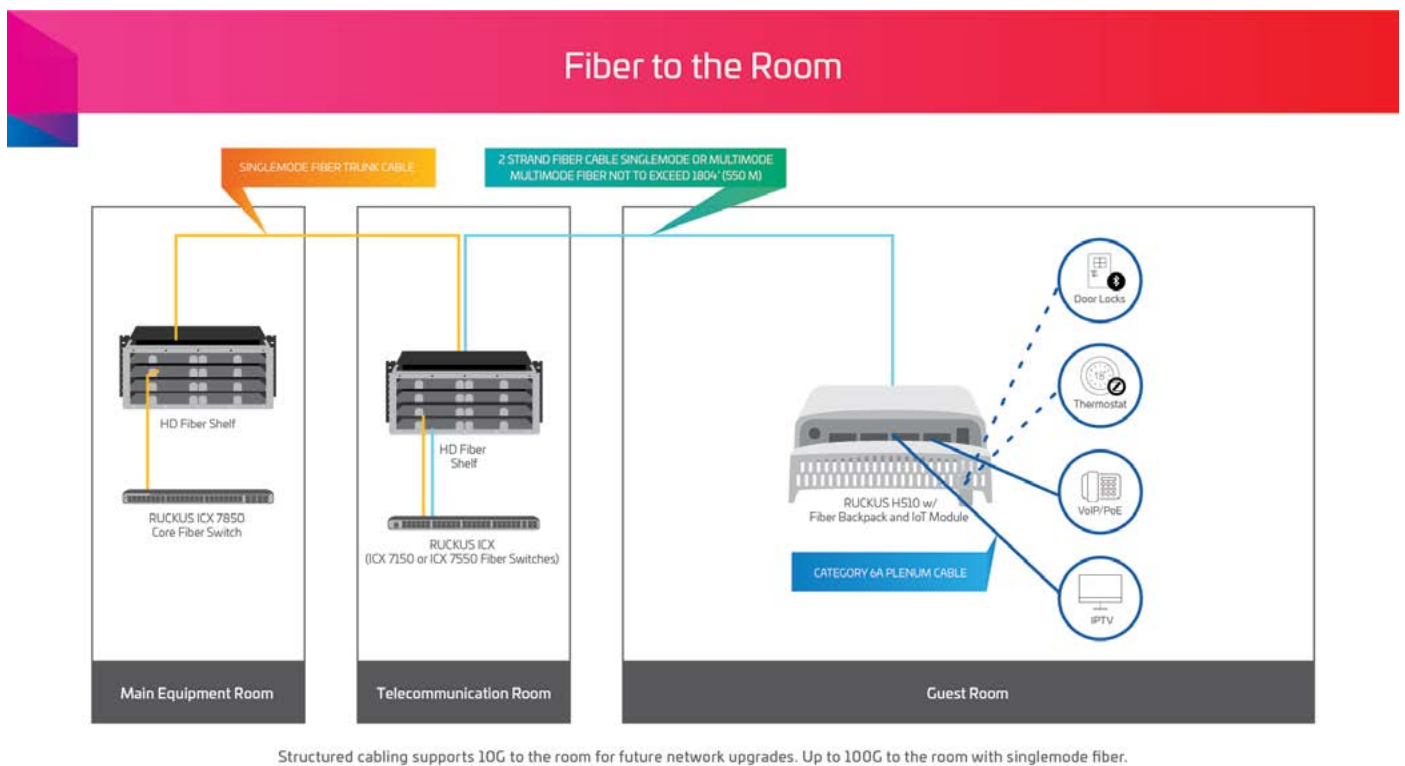 Fiber to the Room
SINGLEMODE FIBER TRUNK CABLE
2 STRAND FIBER CABLE SINGLEMODE OR MULTIMODE
MULTIMODE FIBER NOT TO EXCEED 1804' (550 M)
HD Fiber Shelf
RUCKUS ICX 7850
Core Fiber Switch
Main Equipment Room
HD Fiber
Shelf
RUCKUS ICX
(ICX 7150 or ICX 7550 Fiber Switches)
Telecommunication Room
RUCKUS H510 w/
Fiber Backpack and IoT Module
CATEGORY 6A PLENUM CABLE
Door Locks
18°
Thermostat
VoIP/PoE
IPTV
Guest Room
Structured cabling supports 10G to the room for future network upgrades. Up to 100G to the room with singlemode fiber.